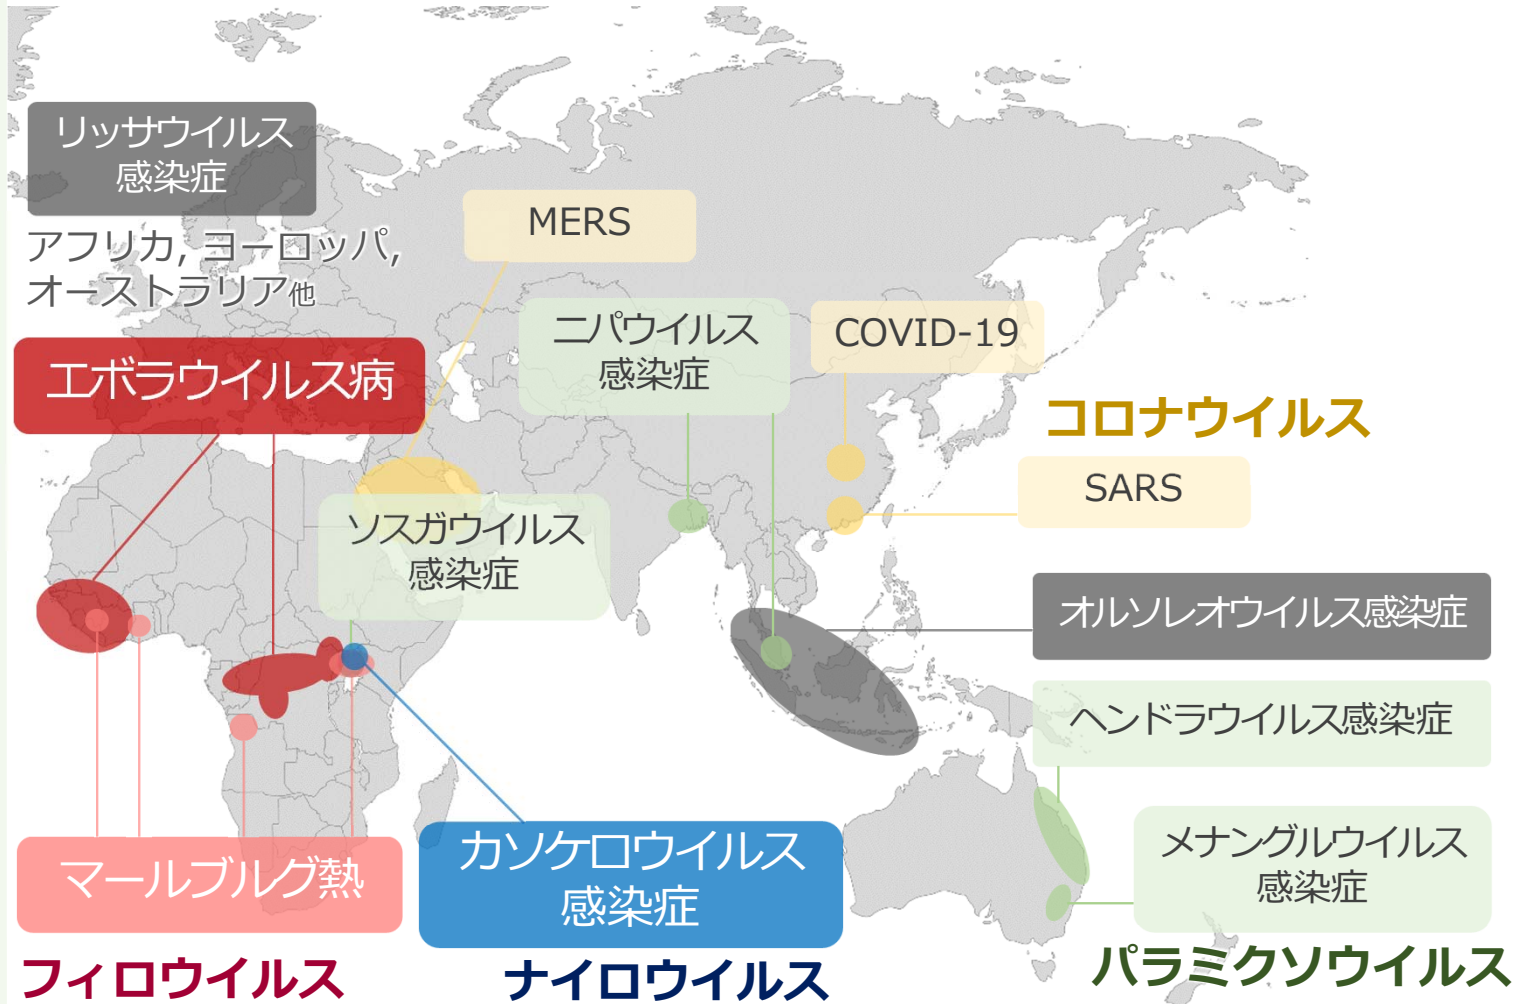 リッサウイルス
感染症
アフリカ, ヨーロッパ,
オーストラリア他
MERS
ニパウイルス
感染症
COVID-19
エボラウイルス病
コロナウイルス
SARS
ソスガウイルス
感染症
オルソレオウイルス感染症
ヘンドラウイルス感染症
メナングルウイルス
感染症
マールブルグ熱
カソケロウイルス
感染症
フィロウイルス
ナイロウイルス
パラミクソウイルス